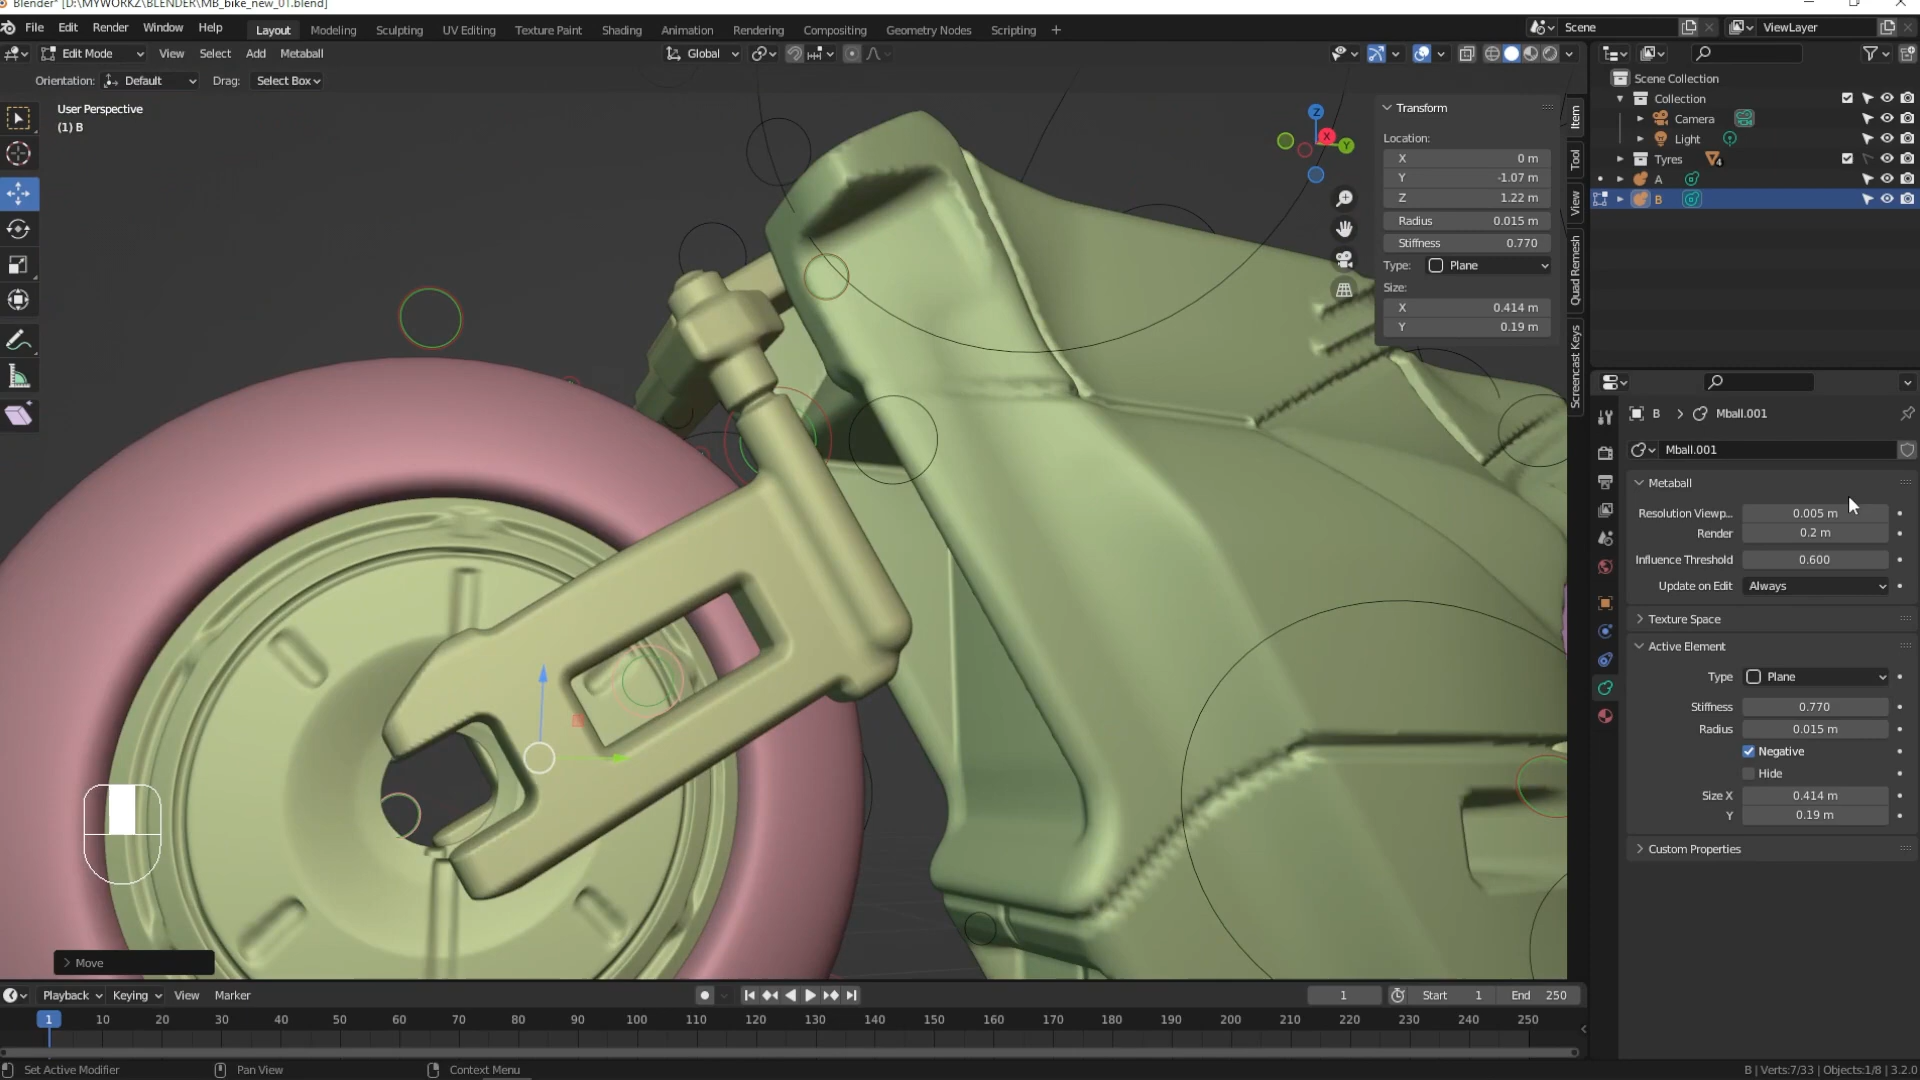 Blender* [D:\MYWORKZ\BLENDER\MB_bike_new_01.blend]
File Edit Render Window Help Layout Modeling Sculpting UV Editing Texture Paint Shading Animation Rendering Compositing Geometry Nodes Scripting + Scene ViewLayer
Edit Mode View Select Add Metaball Global
Orientation: Default Drag: Select Box
User Perspective
(1) B
Transform
Location:
X 0 m
Y -1.07 m
Z 1.22 m
Radius 0.015 m
Stiffness 0.770
Type: Plane
Size:
X 0.414 m
Y 0.19 m
Item
Tool
View
Quad Remesh
Screencast Keys
Z
X
Y
Scene Collection
Collection
Camera
Light
Tyres 4
A
B
B > Mball.001
Mball.001
Metaball
Resolution Viewp... 0.005 m
Render 0.2 m
Influence Threshold 0.600
Update on Edit Always
Texture Space
Active Element
Type Plane
Stiffness 0.770
Radius 0.015 m
Negative
Hide
Size X 0.414 m
Y 0.19 m
Custom Properties
> Move
Playback Keying View Marker 1 Start 1 End 250
1 10 20 30 40 50 60 70 80 90 100 110 120 130 140 150 160 170 180 190 200 210 220 230 240 250
Set Active Modifier Pan View Context Menu B | Verts:7/33 | Objects:1/8 | 3.2.0